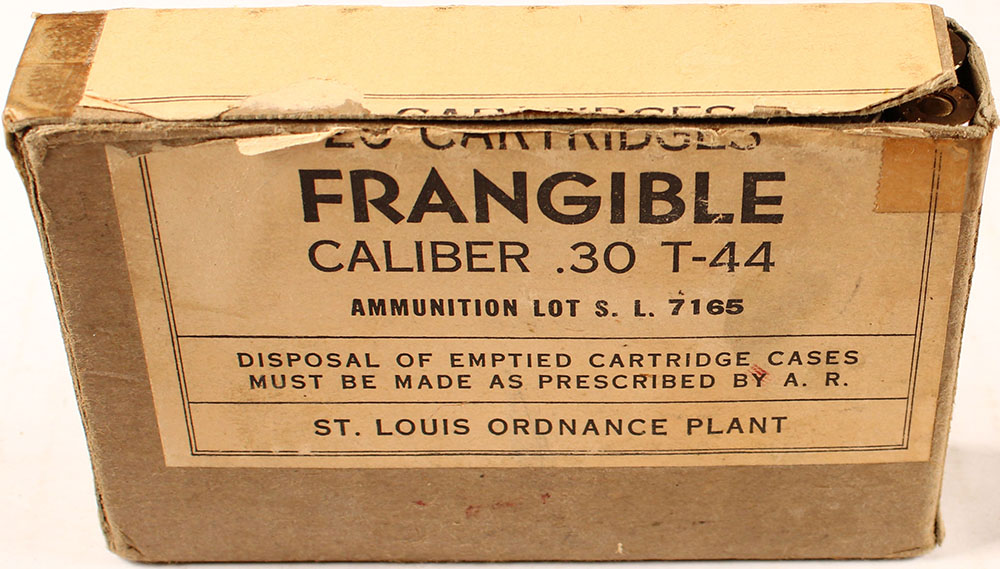 20 CARTRIDGES
FRANGIBLE
CALIBER .30 T-44
AMMUNITION LOT S. L. 7165
DISPOSAL OF EMPTIED CARTRIDGE CASES
MUST BE MADE AS PRESCRIBED BY A. R.
ST. LOUIS ORDNANCE PLANT